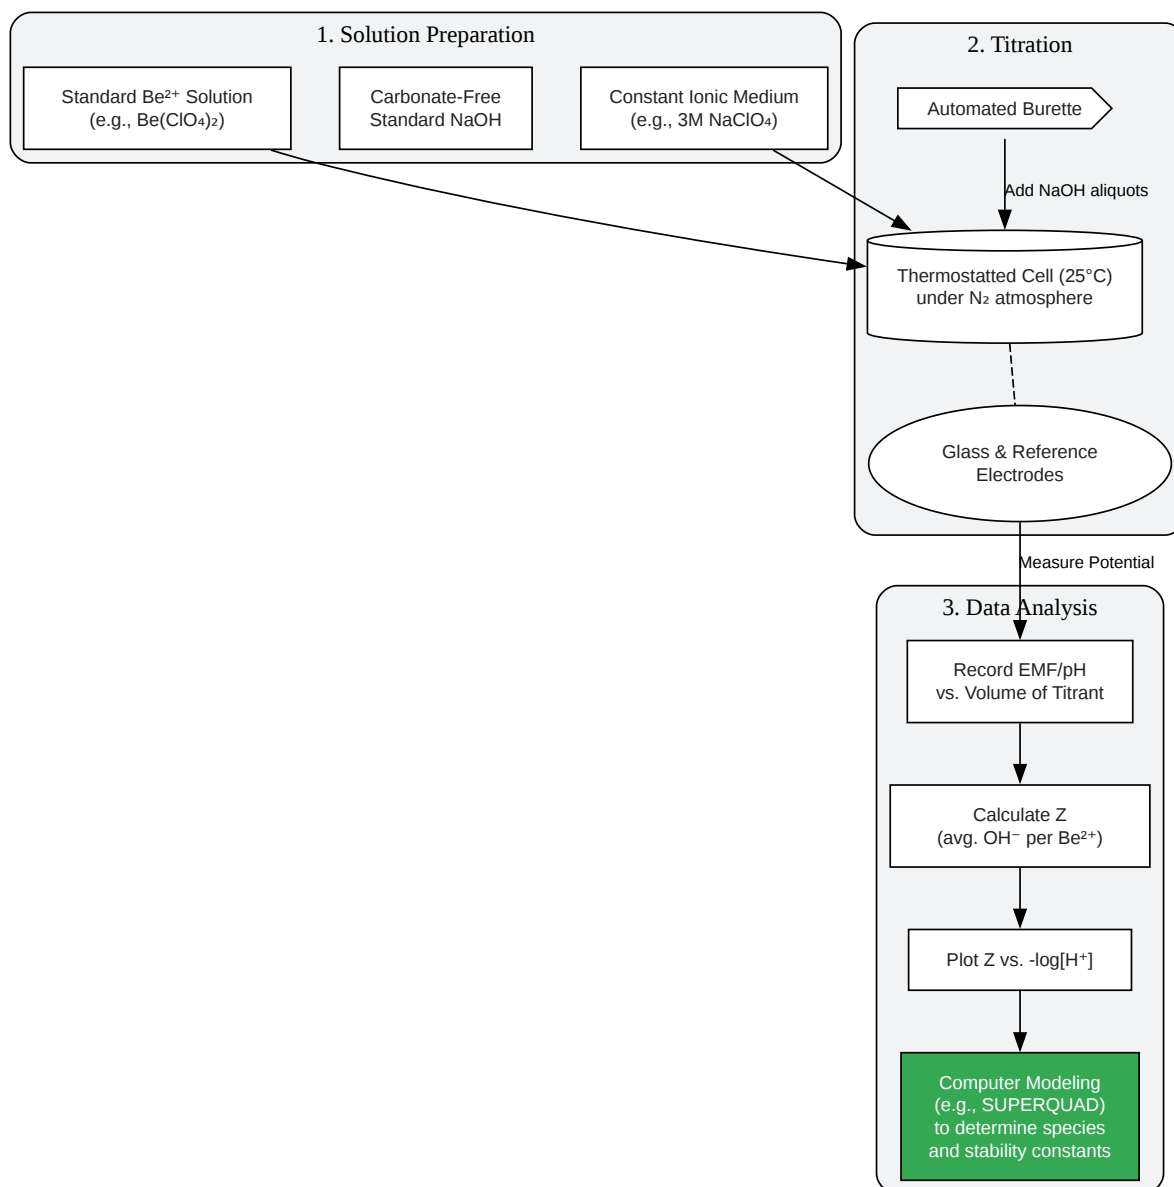 1. Solution Preparation
Standard Be²⁺ Solution
(e.g., Be(ClO₄)₂)
Carbonate-Free
Standard NaOH
Constant Ionic Medium
(e.g., 3M NaClO₄)
2. Titration
Automated Burette
Add NaOH aliquots
Thermostatted Cell (25°C)
under N₂ atmosphere
Glass & Reference
Electrodes
Measure Potential
3. Data Analysis
Record EMF/pH
vs. Volume of Titrant
Calculate Z
(avg. OH⁻ per Be²⁺)
Plot Z vs. -log[H⁺]
Computer Modeling
(e.g., SUPERQUAD)
to determine species
and stability constants